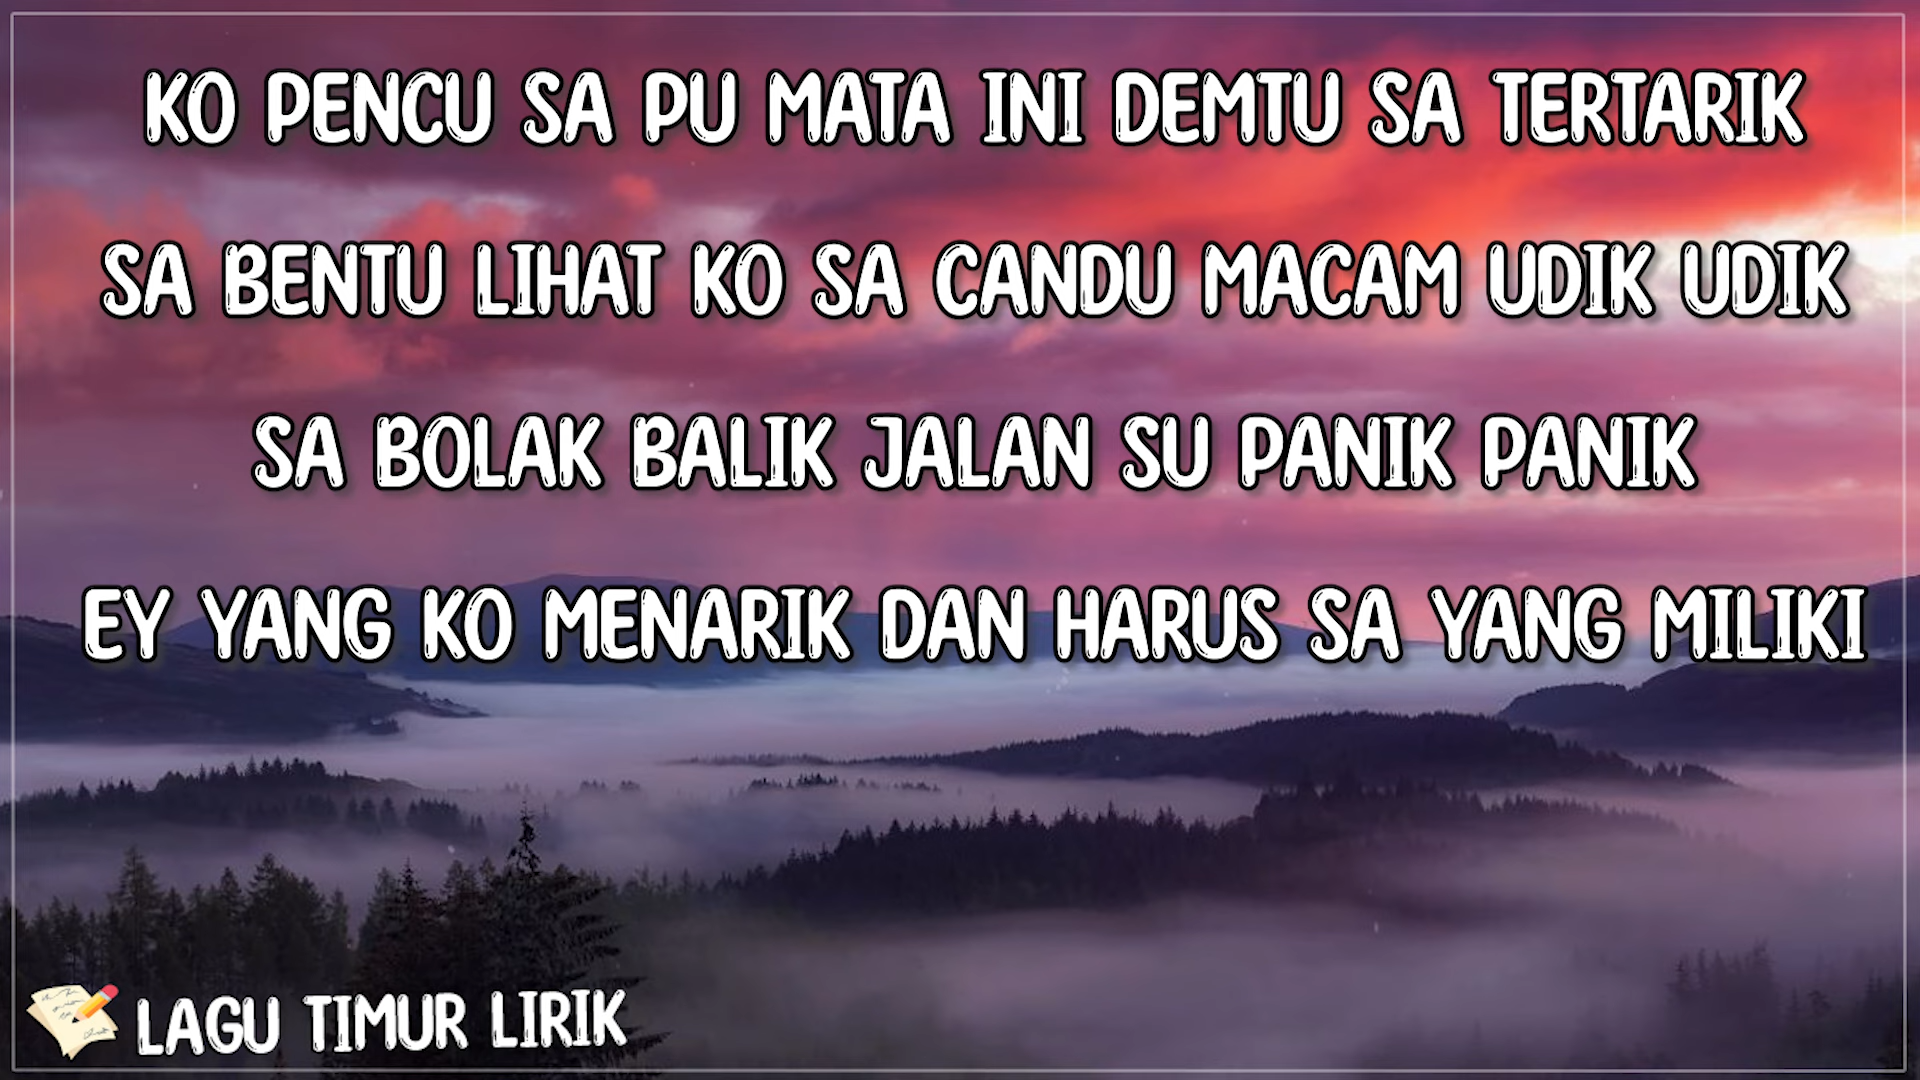 KO PENCU SA PU MATA INI DEMTU SA TERTARIK
SA BENTU LIHAT KO SA CANDU MACAM UDIK UDIK
SA BOLAK BALIK JALAN SU PANIK PANIK
EY YANG KO MENARIK DAN HARUS SA YANG MILIKI
LAGU TIMUR LIRIK